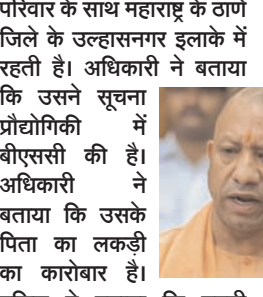 परिवार के साथ महाराष्ट्र के ठाणे
जिले के उल्हासनगर इलाके में
रहती है। अधिकारी ने बताया
कि उसने सूचना
प्रौद्योगिकी में
बीएससी की है।
अधिकारी ने
बताया कि उसके
पिता का लकड़ी
का कारोबार है।